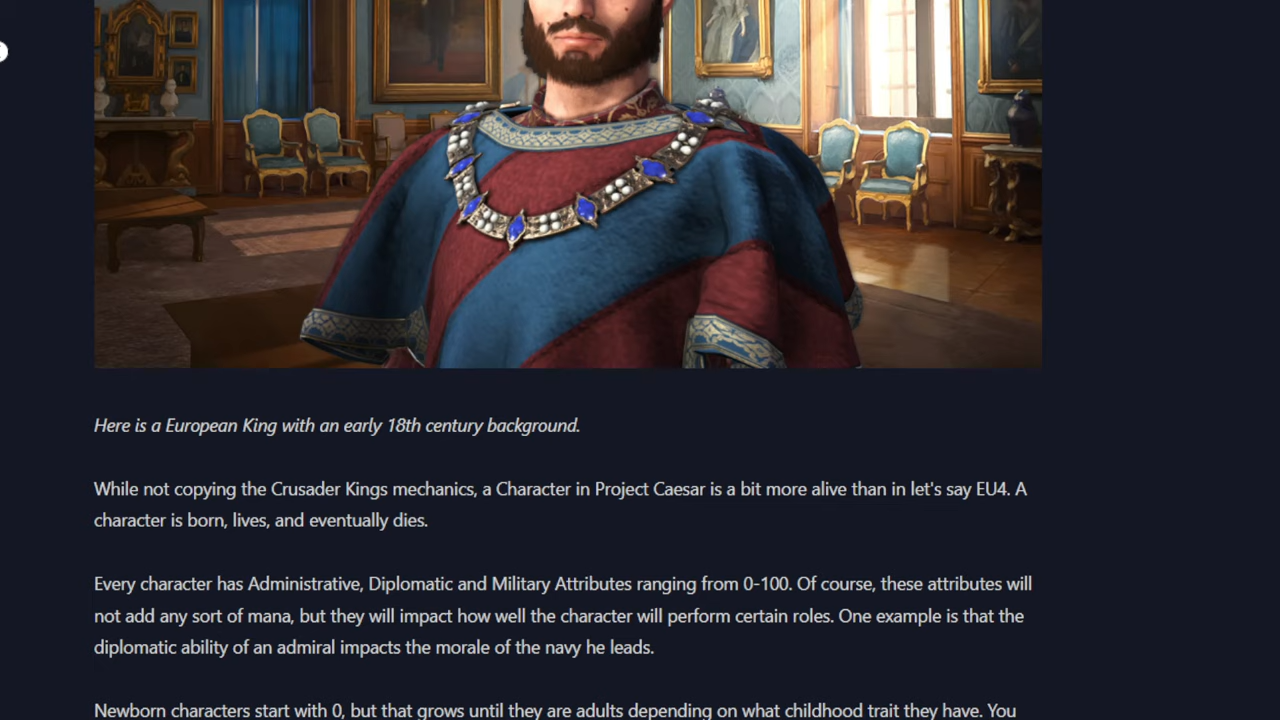 Here is a European King with an early 18th century background.
While not copying the Crusader Kings mechanics, a Character in Project Caesar is a bit more alive than in let's say EU4. A
character is born, lives, and eventually dies.
Every character has Administrative, Diplomatic and Military Attributes ranging from 0-100. Of course, these attributes will
not add any sort of mana, but they will impact how well the character will perform certain roles. One example is that the
diplomatic ability of an admiral impacts the morale of the navy he leads.
Newborn characters start with 0, but that grows until they are adults depending on what childhood trait they have. You